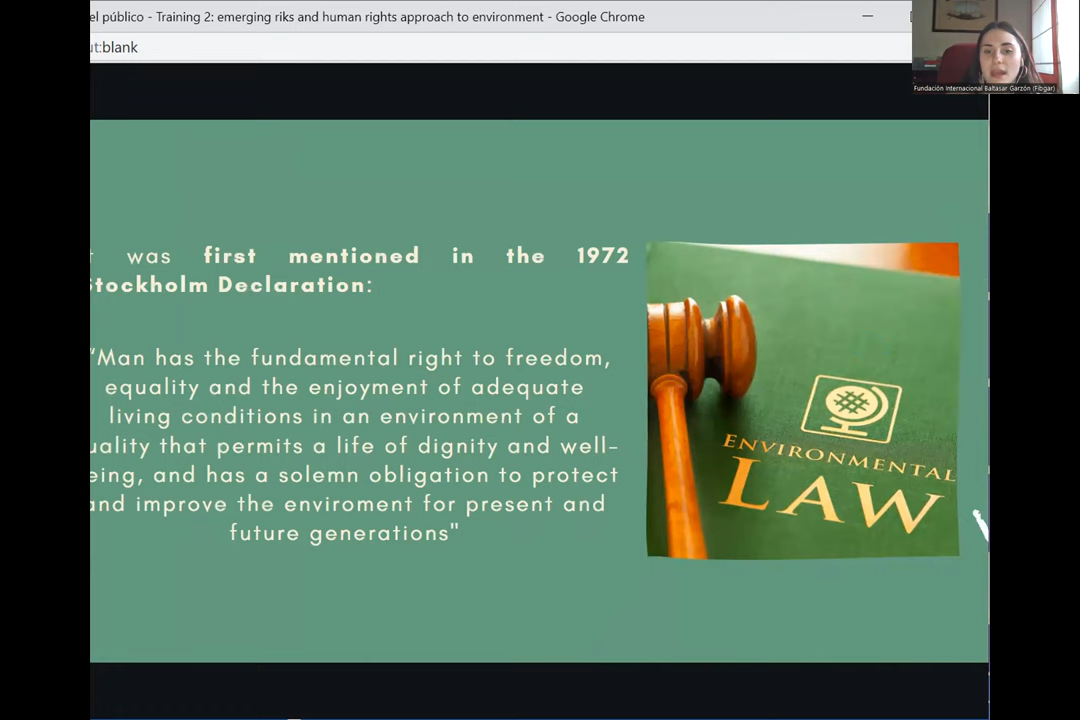 el público - Training 2: emerging riks and human rights approach to environment - Google Chrome
ut:blank
Fundación Internacional Baltasar Garzón (Fibgar)
t was first mentioned in the 1972
Stockholm Declaration:
"Man has the fundamental right to freedom,
equality and the enjoyment of adequate
living conditions in an environment of a
uality that permits a life of dignity and well-
eing, and has a solemn obligation to protect
and improve the enviroment for present and
future generations"
ENVIRONMENTAL
LAW